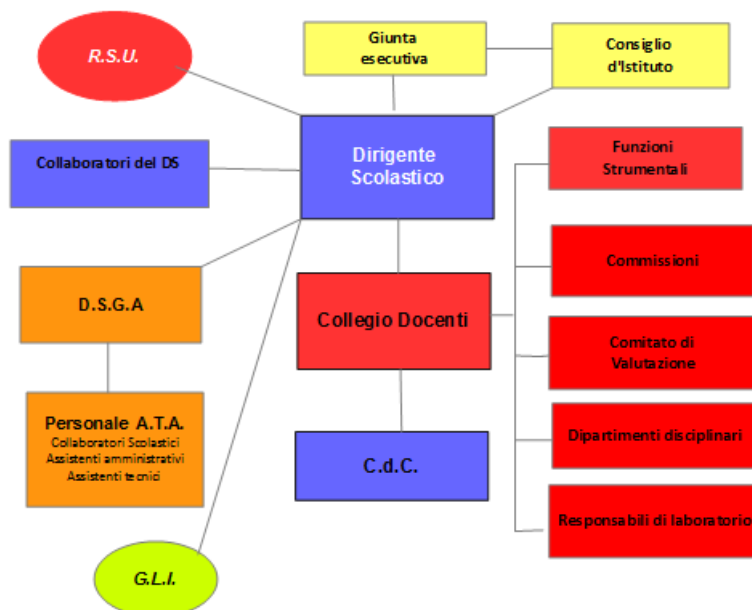 R.S.U.
Giunta
esecutiva
Consiglio
d'Istituto
Collaboratori del DS
Dirigente
Scolastico
Funzioni
Strumentali
Commissioni
D.S.G.A
Collegio Docenti
Comitato di
Valutazione
Personale A.T.A.
Collaboratori Scolastici
Assistenti amministrativi
Assistenti tecnici
C.d.C.
Dipartimenti disciplinari
Responsabili di laboratorio
G.L.I.